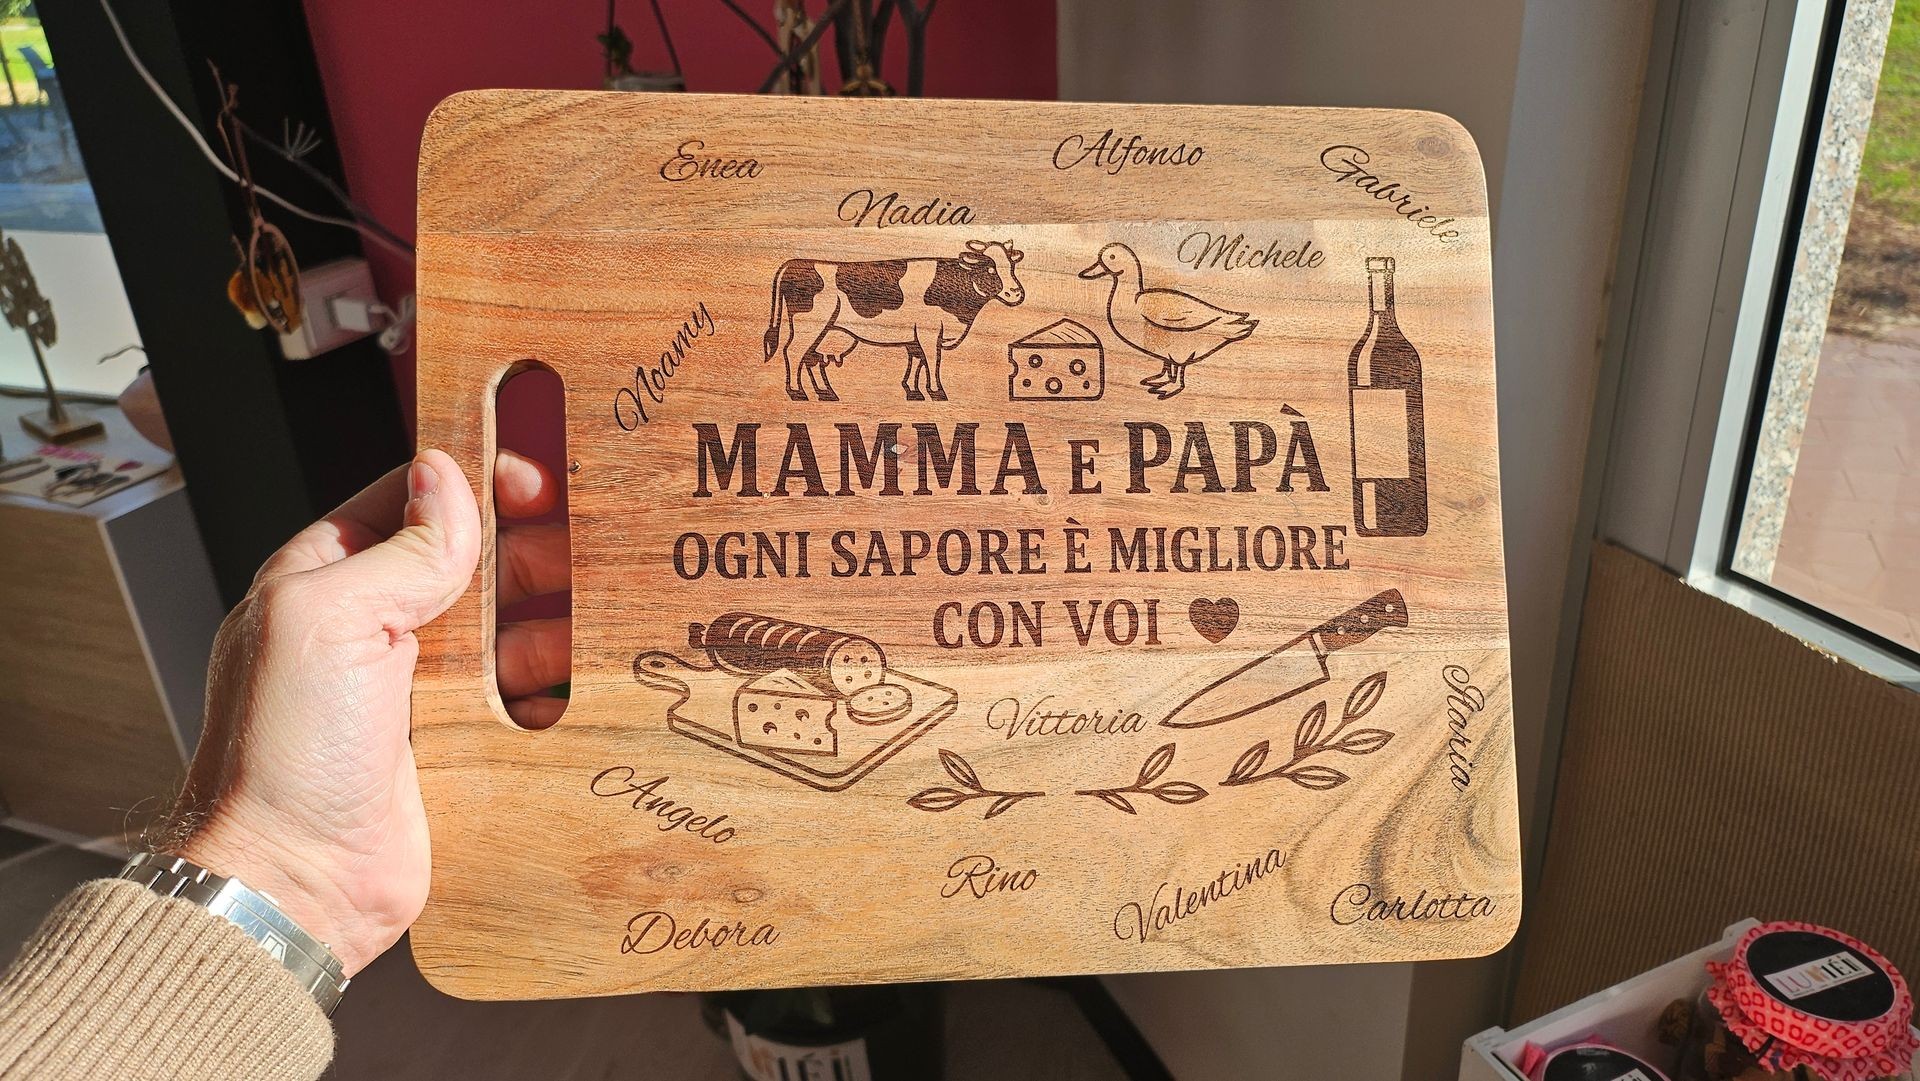 Enea
Alfonso
Gabriele
Nadia
Michele
Noamy
MAMMA E PAPÀ
OGNI SAPORE È MIGLIORE
CON VOI
Vittoria
Ilaria
Angelo
Rino
Valentina
Carlotta
Debora